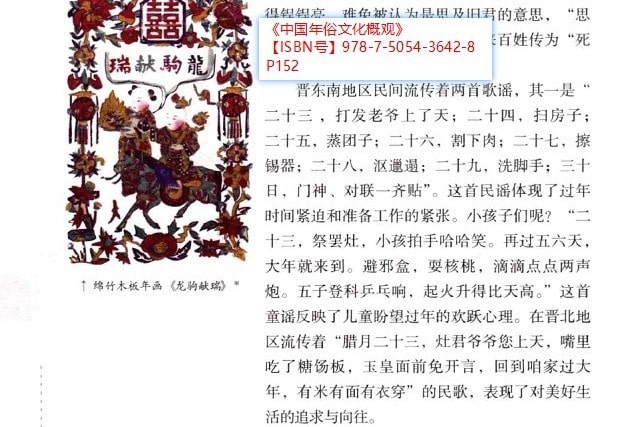 囍
龍駒献瑞
↑ 绵竹木板年画《龙驹献瑞》※
得锃锃亮，难免被认为是思及旧君的意思，“思
《中国年俗文化概观》
【ISBN号】978-7-5054-3642-8
P152
来百姓传为“死
晋东南地区民间流传着两首歌谣，其一是“
二十三，打发老爷上了天；二十四，扫房子；
二十五，蒸团子；二十六，割下肉；二十七，擦
锡器；二十八，沤邋遢；二十九，洗脚手；三十
日，门神、对联一齐贴”。这首民谣体现了过年
时间紧迫和准备工作的紧张。小孩子们呢？“二
十三，祭罢灶，小孩拍手哈哈笑。再过五六天，
大年就来到。避邪盒，耍核桃，滴滴点点两声
炮。五子登科乒乓响，起火升得比天高。”这首
童谣反映了儿童盼望过年的欢跃心理。在晋北地
区流传着“腊月二十三，灶君爷爷您上天，嘴里
吃了糖饧板，玉皇面前免开言，回到咱家过大
年，有米有面有衣穿”的民歌，表现了对美好生
活的追求与向往。